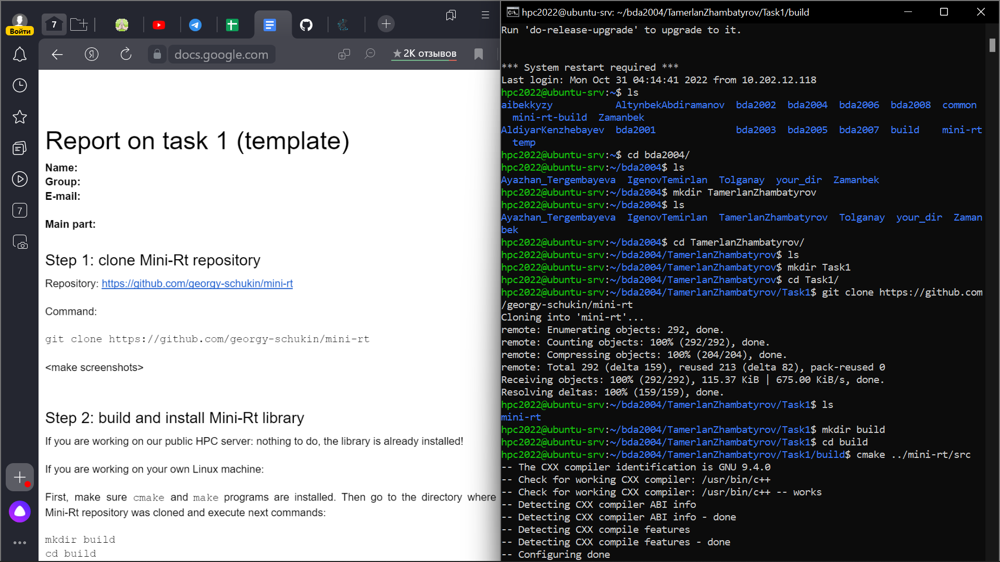 Войти
7
docs.google.com
★ 2K отзывов
7
Report on task 1 (template)
Name:
Group:
E-mail:
Main part:
Step 1: clone Mini-Rt repository
Repository: https://github.com/georgy-schukin/mini-rt
Command:
git clone https://github.com/georgy-schukin/mini-rt
<make screenshots>
Step 2: build and install Mini-Rt library
If you are working on our public HPC server: nothing to do, the library is already installed!
If you are working on your own Linux machine:
First, make sure cmake and make programs are installed. Then go to the directory where
Mini-Rt repository was cloned and execute next commands:
mkdir build
cd build
hpc2022@ubuntu-srv: ~/bda2004/TamerlanZhambatyrov/Task1/build
Run 'do-release-upgrade' to upgrade to it.
*** System restart required ***
Last login: Mon Oct 31 04:14:41 2022 from 10.202.12.118
hpc2022@ubuntu-srv:~$ ls
aibekkyzy AltynbekAbdiramanov bda2002 bda2004 bda2006 bda2008 common
mini-rt-build Zamanbek
AldiyarKenzhebayev bda2001 bda2003 bda2005 bda2007 build mini-rt
temp
hpc2022@ubuntu-srv:~$ cd bda2004/
hpc2022@ubuntu-srv:~/bda2004$ ls
Ayazhan_Tergembayeva IgenovTemirlan Tolganay your_dir Zamanbek
hpc2022@ubuntu-srv:~/bda2004$ mkdir TamerlanZhambatyrov
hpc2022@ubuntu-srv:~/bda2004$ ls
Ayazhan_Tergembayeva IgenovTemirlan TamerlanZhambatyrov Tolganay your_dir Zaman
bek
hpc2022@ubuntu-srv:~/bda2004$ cd TamerlanZhambatyrov/
hpc2022@ubuntu-srv:~/bda2004/TamerlanZhambatyrov$ ls
hpc2022@ubuntu-srv:~/bda2004/TamerlanZhambatyrov$ mkdir Task1
hpc2022@ubuntu-srv:~/bda2004/TamerlanZhambatyrov$ cd Task1/
hpc2022@ubuntu-srv:~/bda2004/TamerlanZhambatyrov/Task1$ git clone https://github.com
/georgy-schukin/mini-rt
Cloning into 'mini-rt'...
remote: Enumerating objects: 292, done.
remote: Counting objects: 100% (292/292), done.
remote: Compressing objects: 100% (204/204), done.
remote: Total 292 (delta 159), reused 213 (delta 82), pack-reused 0
Receiving objects: 100% (292/292), 115.37 KiB | 675.00 KiB/s, done.
Resolving deltas: 100% (159/159), done.
hpc2022@ubuntu-srv:~/bda2004/TamerlanZhambatyrov/Task1$ ls
mini-rt
hpc2022@ubuntu-srv:~/bda2004/TamerlanZhambatyrov/Task1$ mkdir build
hpc2022@ubuntu-srv:~/bda2004/TamerlanZhambatyrov/Task1$ cd build
hpc2022@ubuntu-srv:~/bda2004/TamerlanZhambatyrov/Task1/build$ cmake ../mini-rt/src
-- The CXX compiler identification is GNU 9.4.0
-- Check for working CXX compiler: /usr/bin/c++
-- Check for working CXX compiler: /usr/bin/c++ -- works
-- Detecting CXX compiler ABI info
-- Detecting CXX compiler ABI info - done
-- Detecting CXX compile features
-- Detecting CXX compile features - done
-- Configuring done